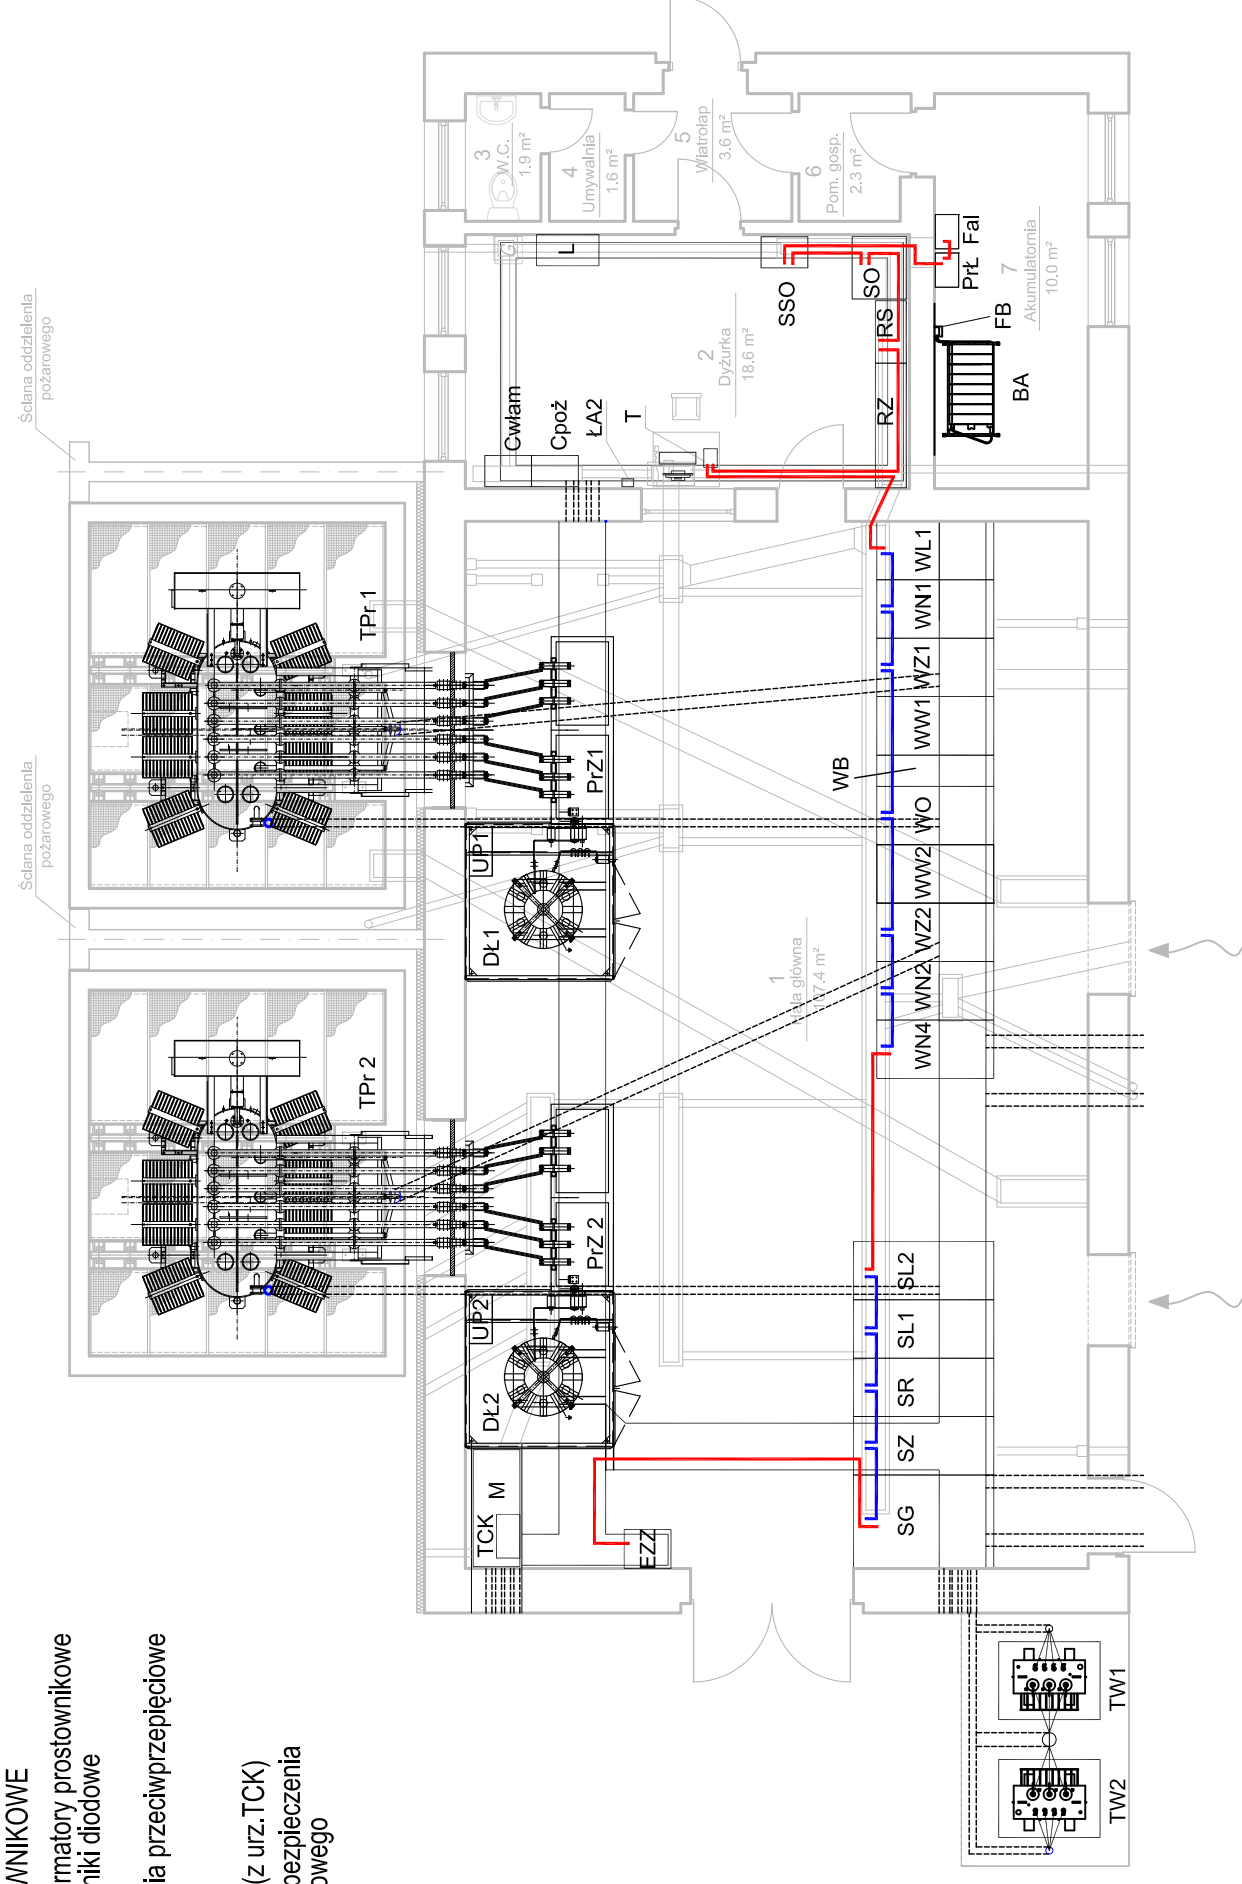 WNIKOWE
rmatory prostownikowe
niki diodowe
ia przeciwprzepięciowe
(z urz.TCK)
bezpieczenia
owego
Ściana oddzielenia
pożarowego
Ściana oddzielenia
pożarowego
TPr 1
TPr 2
3
W.C.
1.9 m²
4
Umywalnia
1.6 m²
5
Wiatrołap
3.6 m²
6
Pom. gosp.
2.3 m²
7
Akumulatornia
10.0 m²
2
Dyżurka
18.6 m²
1
Hala główna
107.4 m²
G
L
SSO
SO
RS
RZ
PrŁ
Fal
FB
BA
Cwłam
Cpoż
ŁA2
T
WL1
WN1
WZ1
WW1
WB
WO
WW2
WZ2
WN2
WN4
PrZ1
UP1
DŁ1
PrZ 2
UP2
DŁ2
SL2
SL1
SR
SZ
SG
M
TCK
EZZ
TW1
TW2